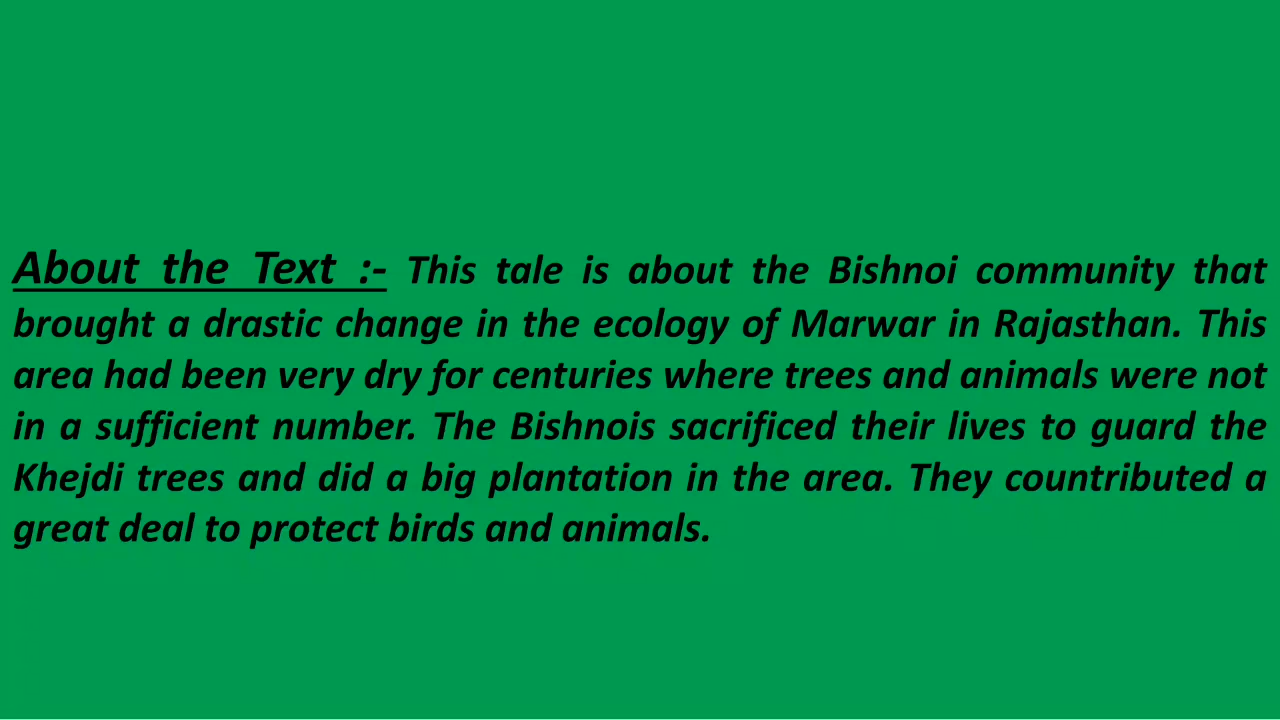 About the Text :- This tale is about the Bishnoi community that
brought a drastic change in the ecology of Marwar in Rajasthan. This
area had been very dry for centuries where trees and animals were not
in a sufficient number. The Bishnois sacrificed their lives to guard the
Khejdi trees and did a big plantation in the area. They countributed a
great deal to protect birds and animals.